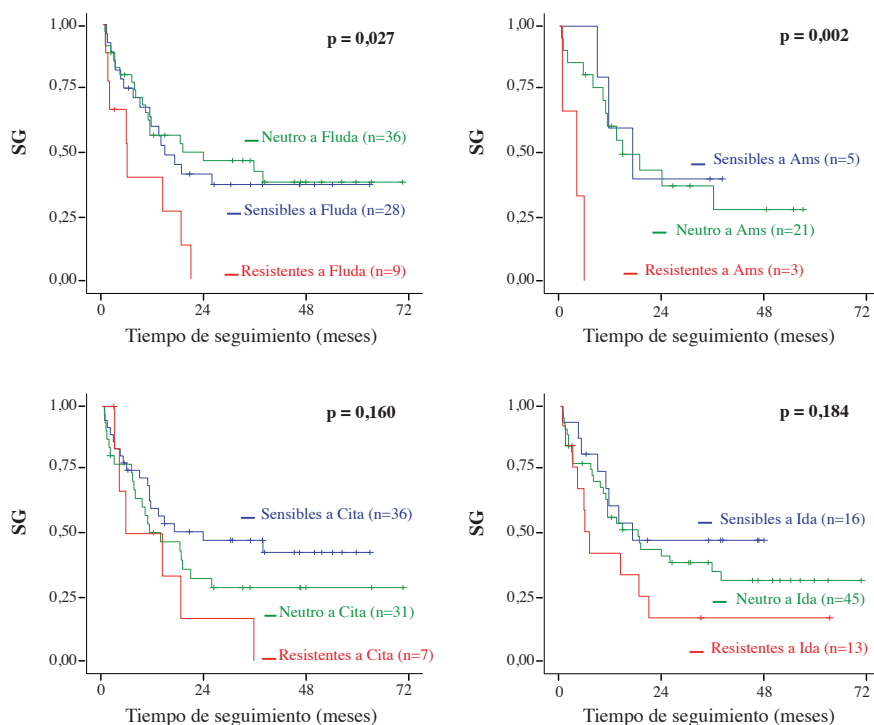 1,00
p = 0,027
0,75
Neutro a Fluda (n=36)
SG
0,50
Sensibles a Fluda (n=28)
0,25
Resistentes a Fluda (n=9)
0,00
0 24 48 72
Tiempo de seguimiento (meses)
1,00
p = 0,002
0,75
SG
0,50
Sensibles a Ams (n=5)
Neutro a Ams (n=21)
0,25
Resistentes a Ams (n=3)
0,00
0 24 48 72
Tiempo de seguimiento (meses)
1,00
p = 0,160
0,75
Sensibles a Cita (n=36)
SG
0,50
0,25
Neutro a Cita (n=31)
Resistentes a Cita (n=7)
0,00
0 24 48 72
Tiempo de seguimiento (meses)
1,00
p = 0,184
0,75
Sensibles a Ida (n=16)
SG
0,50
0,25
Neutro a Ida (n=45)
Resistentes a Ida (n=13)
0,00
0 24 48 72
Tiempo de seguimiento (meses)